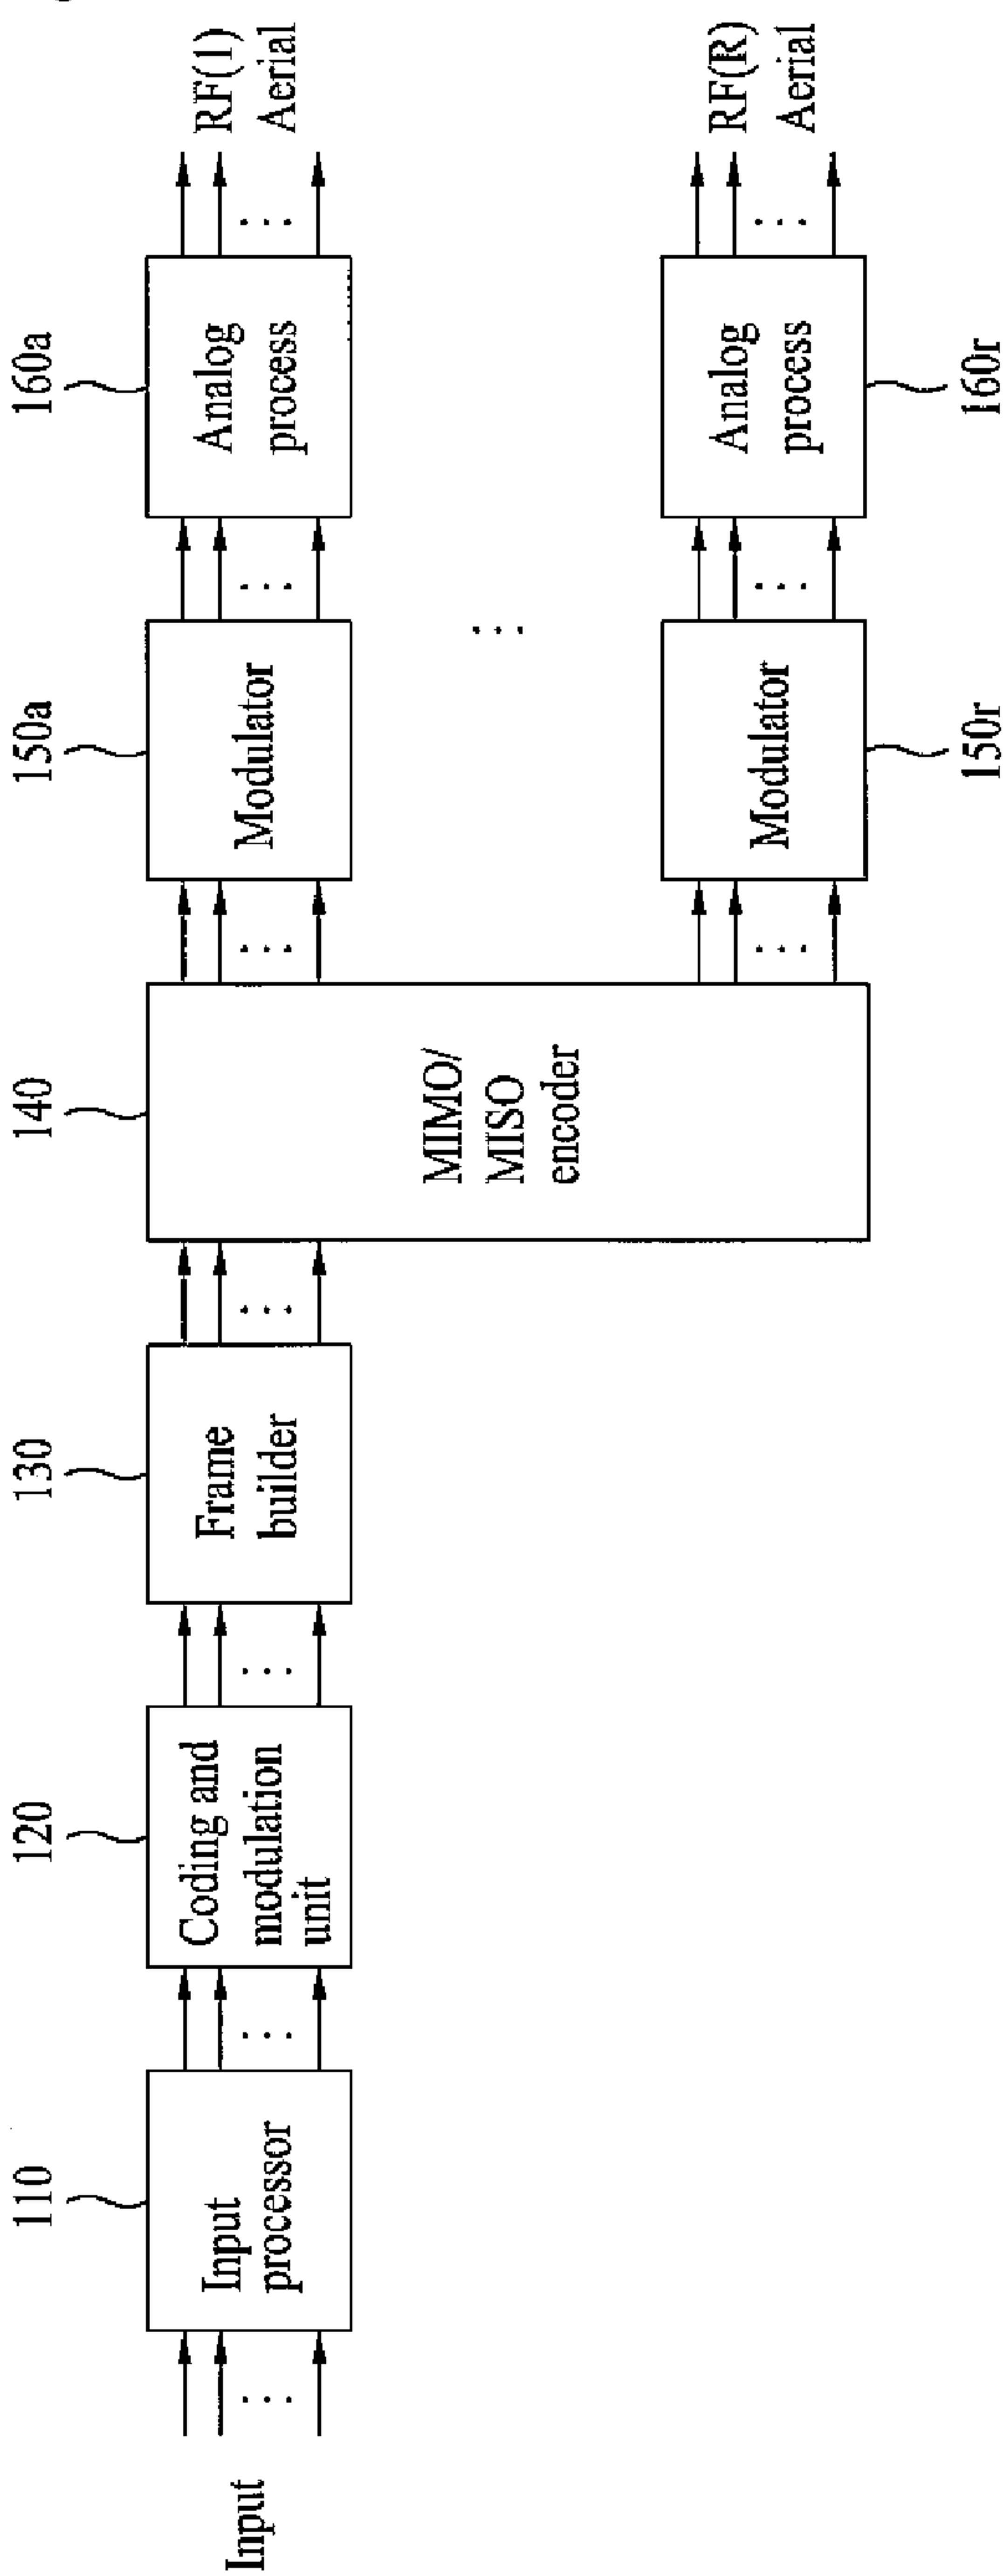 110
120
130
140
150a
160a
Input
Input
processor
Coding and
modulation
unit
Frame
builder
MIMO/
MISO
encoder
Modulator
Analog
process
RF(1)
Aerial
Modulator
Analog
process
RF(R)
Aerial
150r
160r